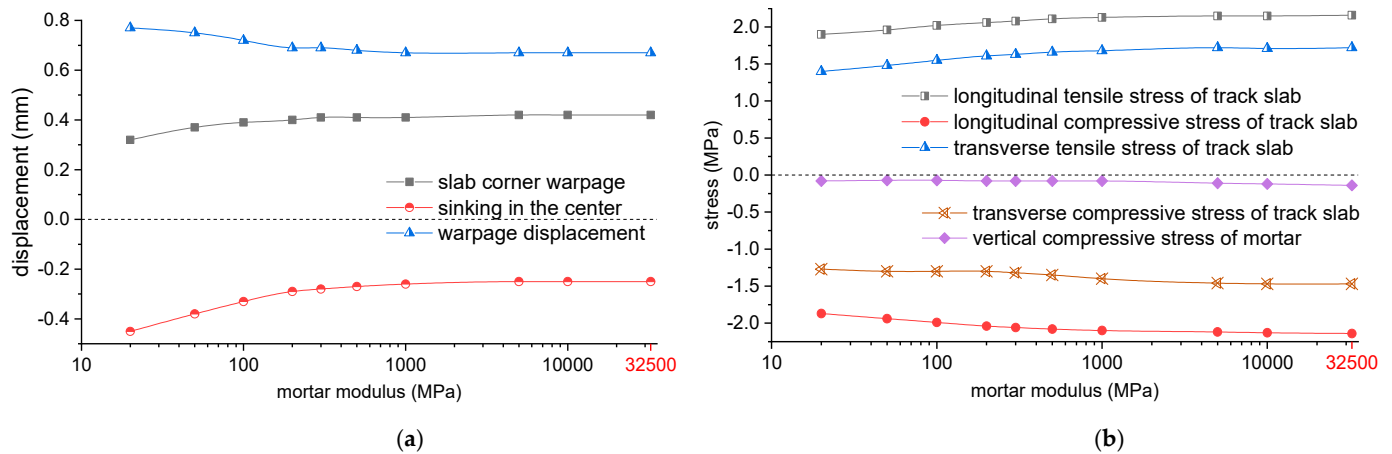 0.8
0.6
0.4
0.2
0.0
-0.2
-0.4
displacement (mm)
slab corner warpage
sinking in the center
warpage displacement
10
100
1000
10000
32500
mortar modulus (MPa)
(a)
2.0
1.5
1.0
0.5
0.0
-0.5
-1.0
-1.5
-2.0
stress (MPa)
longitudinal tensile stress of track slab
longitudinal compressive stress of track slab
transverse tensile stress of track slab
transverse compressive stress of track slab
vertical compressive stress of mortar
10
100
1000
10000
32500
mortar modulus (MPa)
(b)